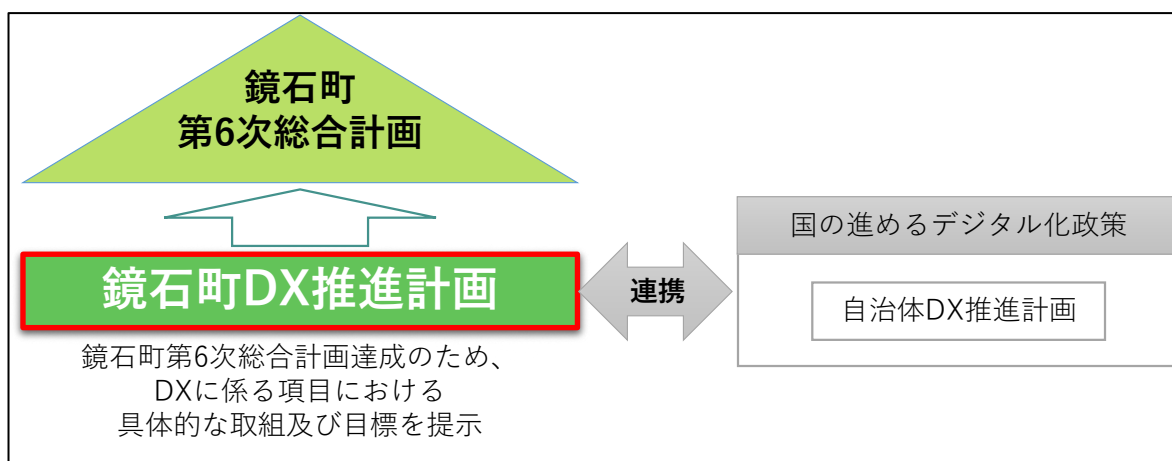 鏡石町
第6次総合計画
鏡石町DX推進計画
鏡石町第6次総合計画達成のため、
DXに係る項目における
具体的な取組及び目標を提示
連携
国の進めるデジタル化政策
自治体DX推進計画